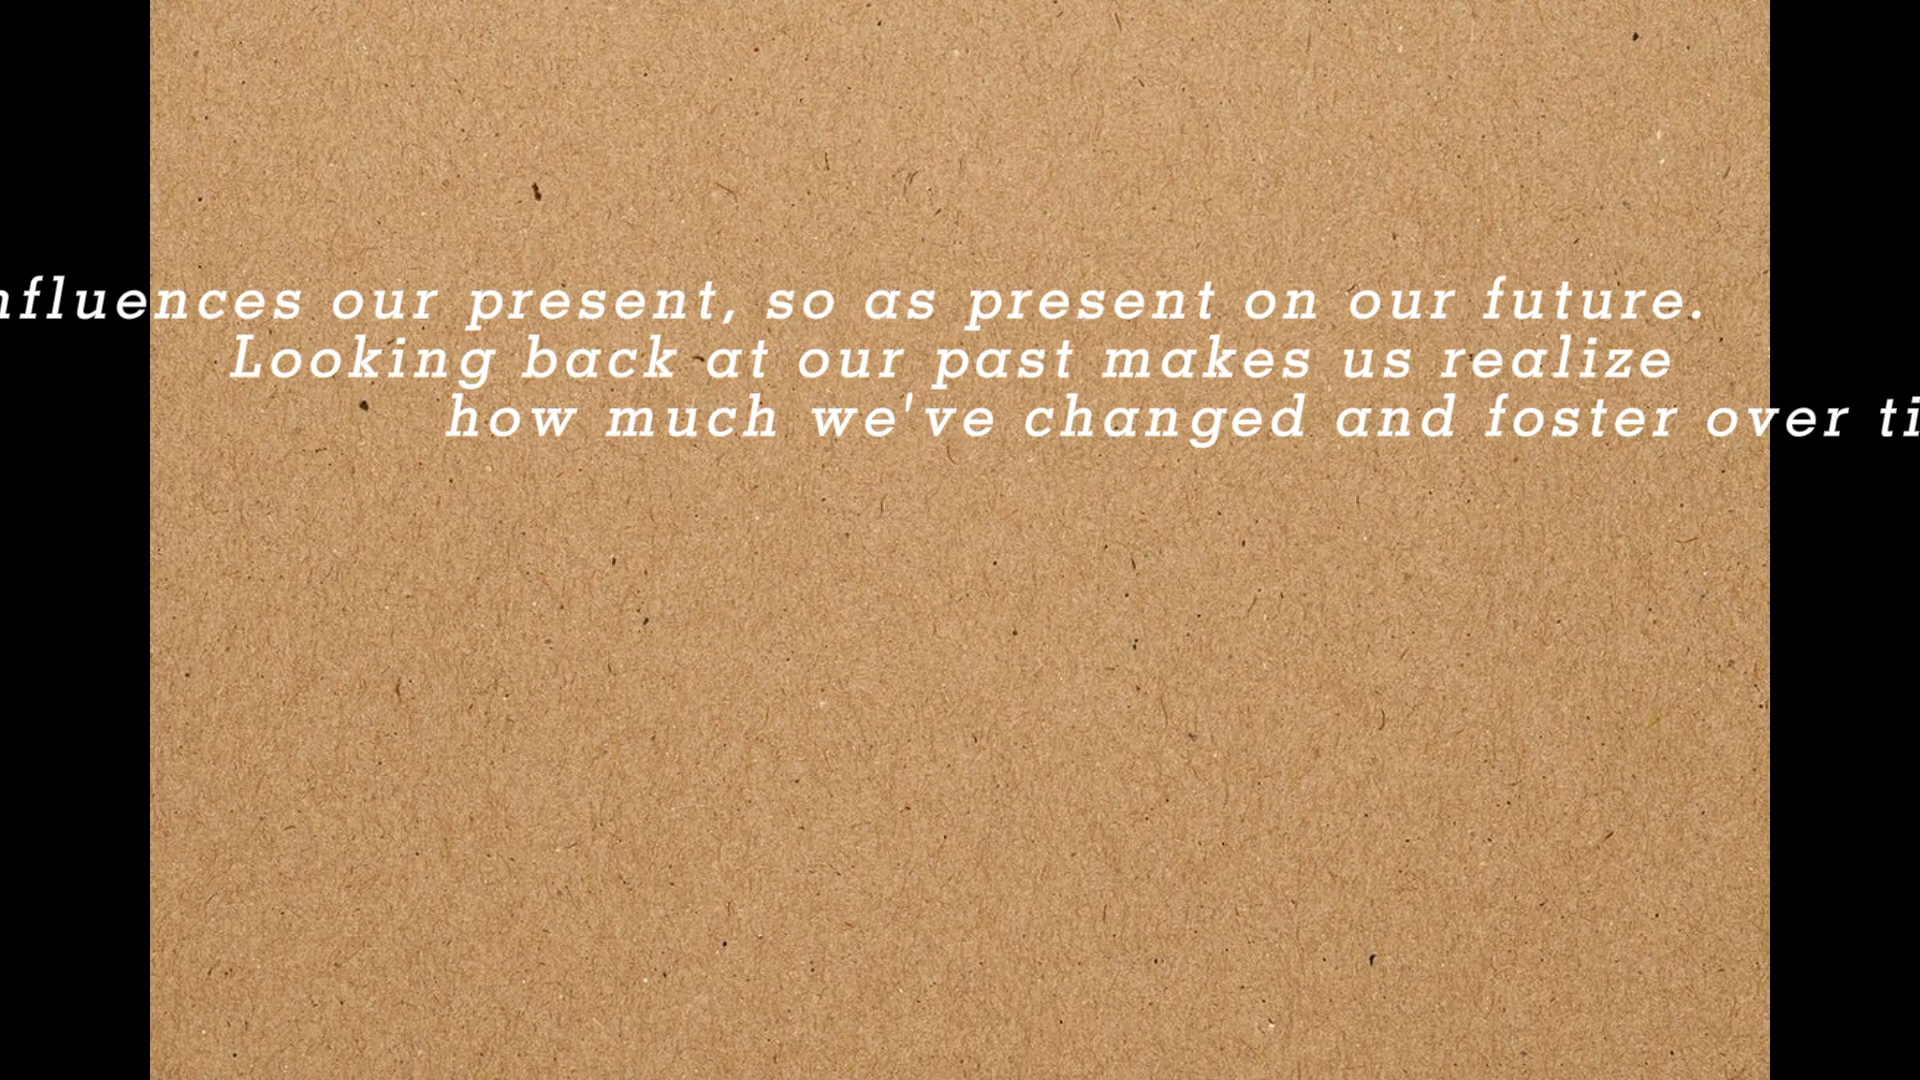 nfluences our present, so as present on our future.
Looking back at our past makes us realize
how much we've changed and foster over ti